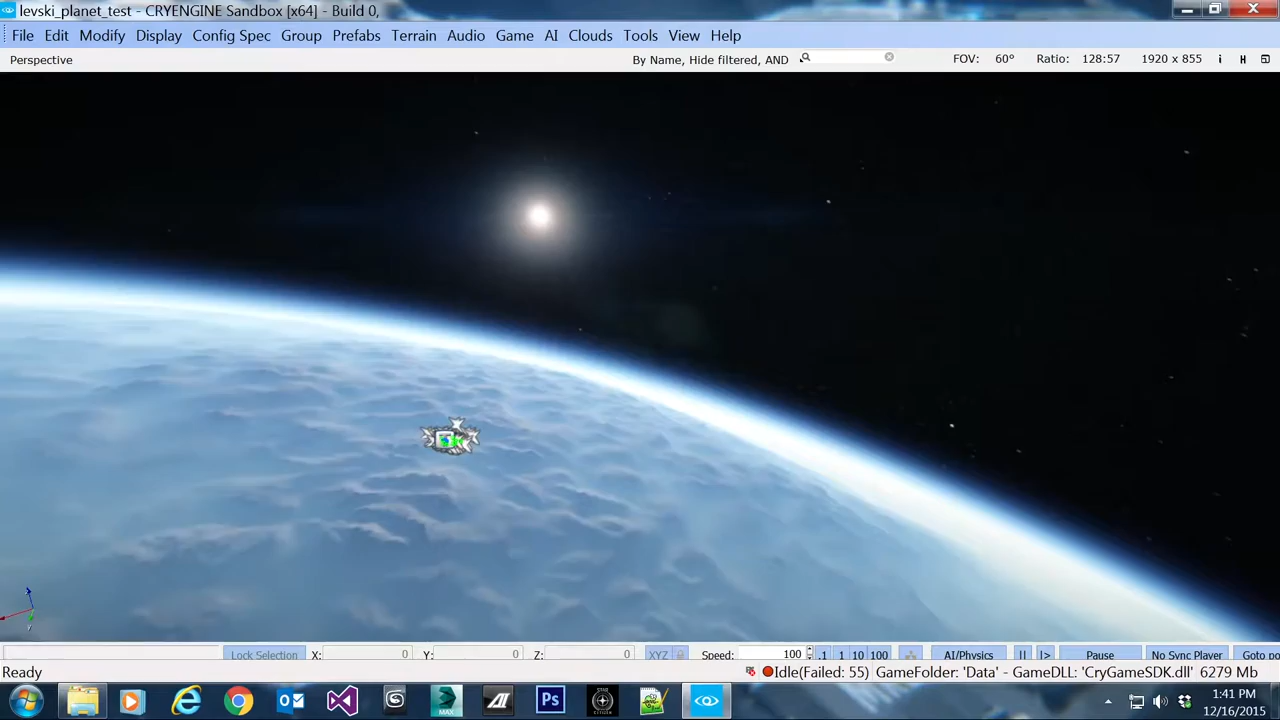 levski_planet_test - CRYENGINE Sandbox [x64] - Build 0,
File Edit Modify Display Config Spec Group Prefabs Terrain Audio Game AI Clouds Tools View Help
Perspective By Name, Hide filtered, AND FOV: 60° Ratio: 128:57 1920 x 855 i H
Lock Selection X: 0 Y: 0 Z: 0 XYZ Speed: 100 .1 1 10 100 AI/Physics Pause No Sync Player Goto po
Ready Idle(Failed: 55) GameFolder: 'Data' - GameDLL: 'CryGameSDK.dll' 6279 Mb
MAX Ps
1:41 PM
12/16/2015